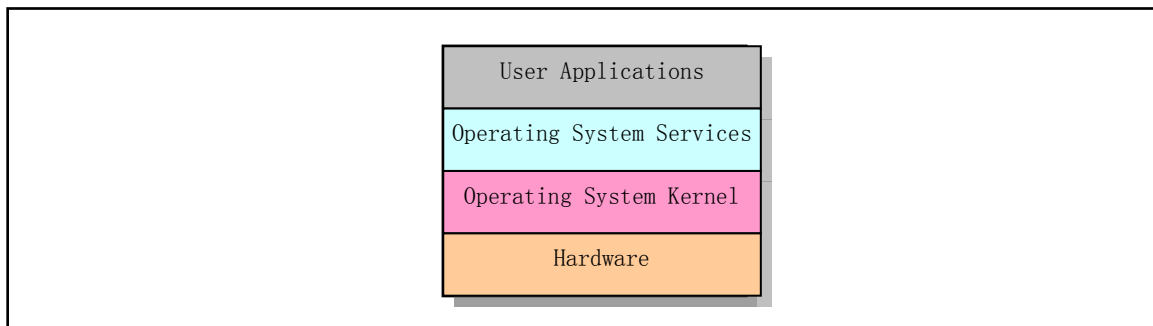 User Applications
Operating System Services
Operating System Kernel
Hardware